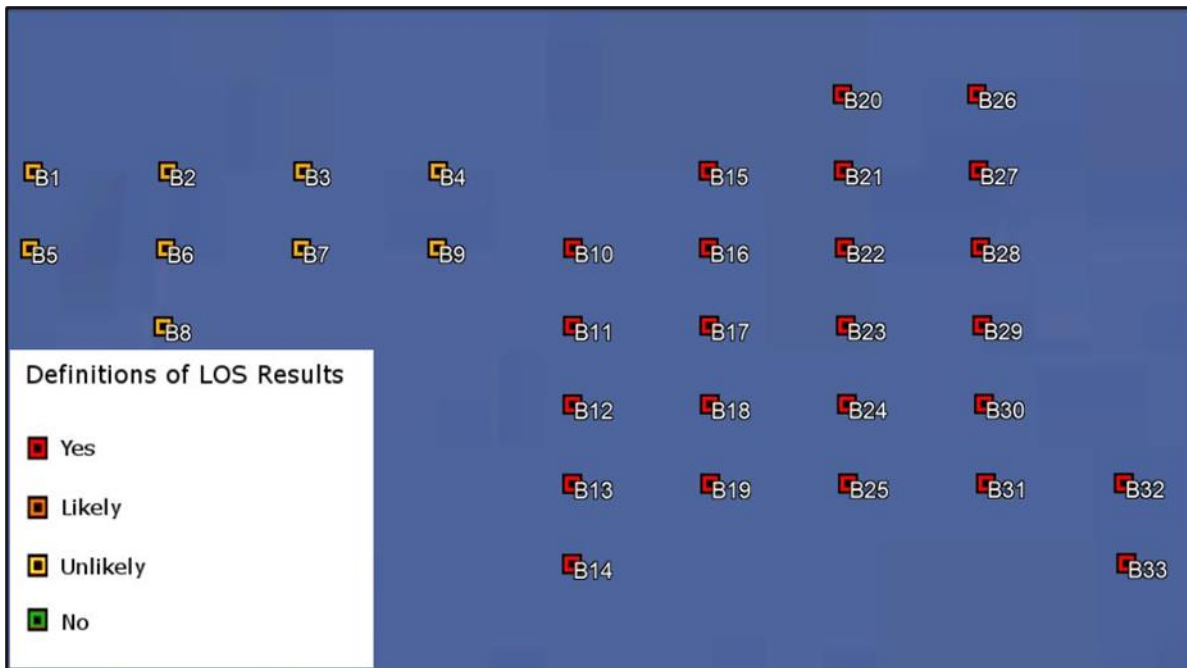 B20 B26
B1 B2 B3 B4 B15 B21 B27
B5 B6 B7 B9 B10 B16 B22 B28
B8 B11 B17 B23 B29
Definitions of LOS Results
B12 B18 B24 B30
Yes
B13 B19 B25 B31 B32
Likely
B14 B33
Unlikely
No